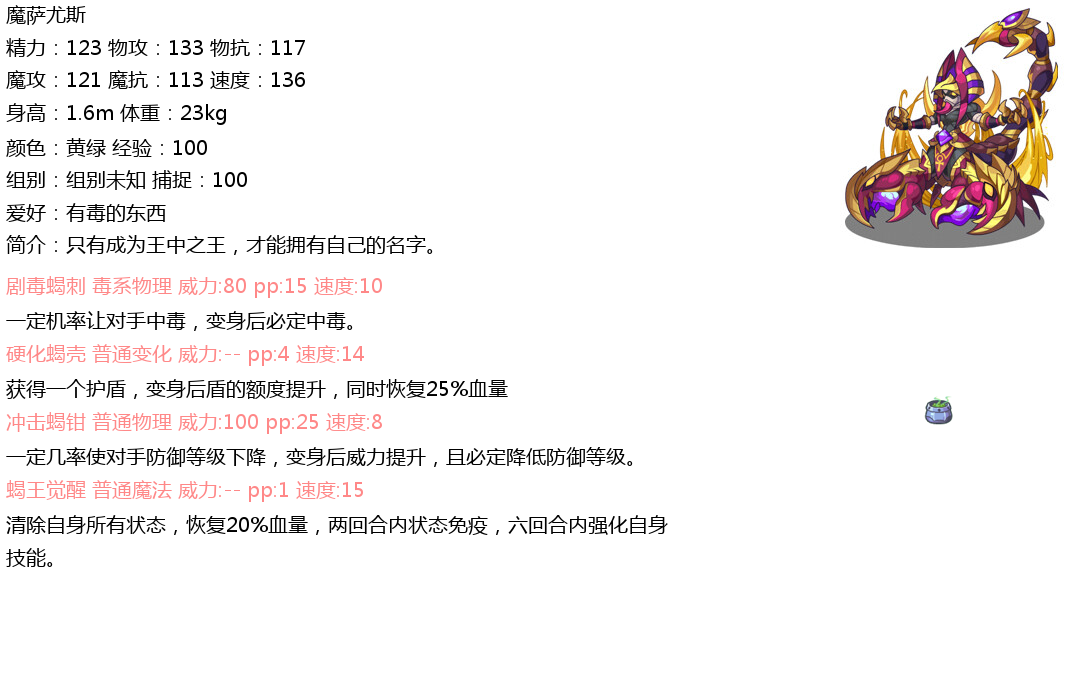 魔萨尤斯
精力：123 物攻：133 物抗：117
魔攻：121 魔抗：113 速度：136
身高：1.6m 体重：23kg
颜色：黄绿 经验：100
组别：组别未知 捕捉：100
爱好：有毒的东西
简介：只有成为王中之王，才能拥有自己的名字。
剧毒蝎刺 毒系物理 威力:80 pp:15 速度:10
一定机率让对手中毒，变身后必定中毒。
硬化蝎壳 普通变化 威力:-- pp:4 速度:14
获得一个护盾，变身后盾的额度提升，同时恢复25%血量
冲击蝎钳 普通物理 威力:100 pp:25 速度:8
一定几率使对手防御等级下降，变身后威力提升，且必定降低防御等级。
蝎王觉醒 普通魔法 威力:-- pp:1 速度:15
清除自身所有状态，恢复20%血量，两回合内状态免疫，六回合内强化自身
技能。